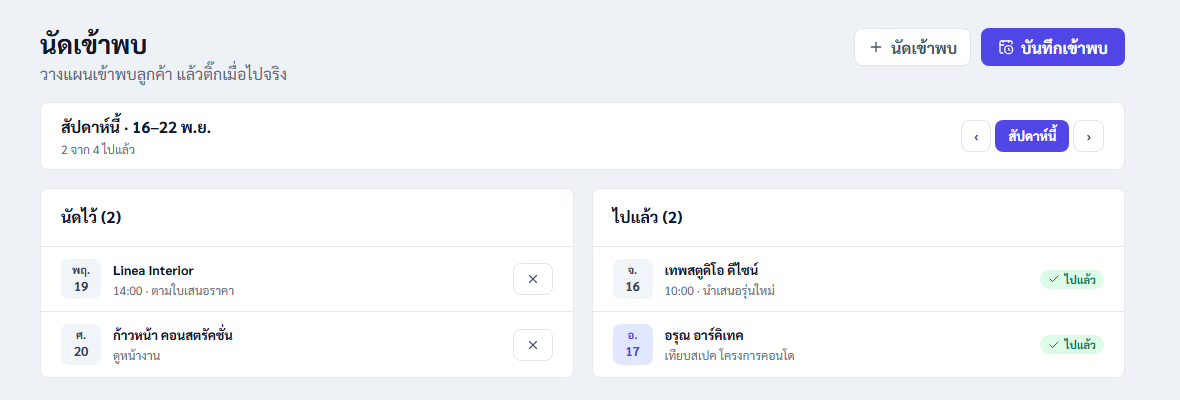 นัดเข้าพบ
วางแผนเข้าพบลูกค้า แล้วติ๊กเมื่อไปจริง
+ นัดเข้าพบ
บันทึกเข้าพบ
สัปดาห์นี้ · 16–22 พ.ย.
2 จาก 4 ไปแล้ว
‹ สัปดาห์นี้ ›
นัดไว้ (2)
พฤ.
19
Linea Interior
14:00 · ตามใบเสนอราคา
ศ.
20
ก้าวหน้า คอนสตรัคชั่น
ดูหน้างาน
ไปแล้ว (2)
จ.
16
เทพสตูดิโอ ดีไซน์
10:00 · นำเสนอรุ่นใหม่
✓ ไปแล้ว
อ.
17
อรุณ อาร์คิเทค
เทียบสเปค โครงการคอนโด
✓ ไปแล้ว